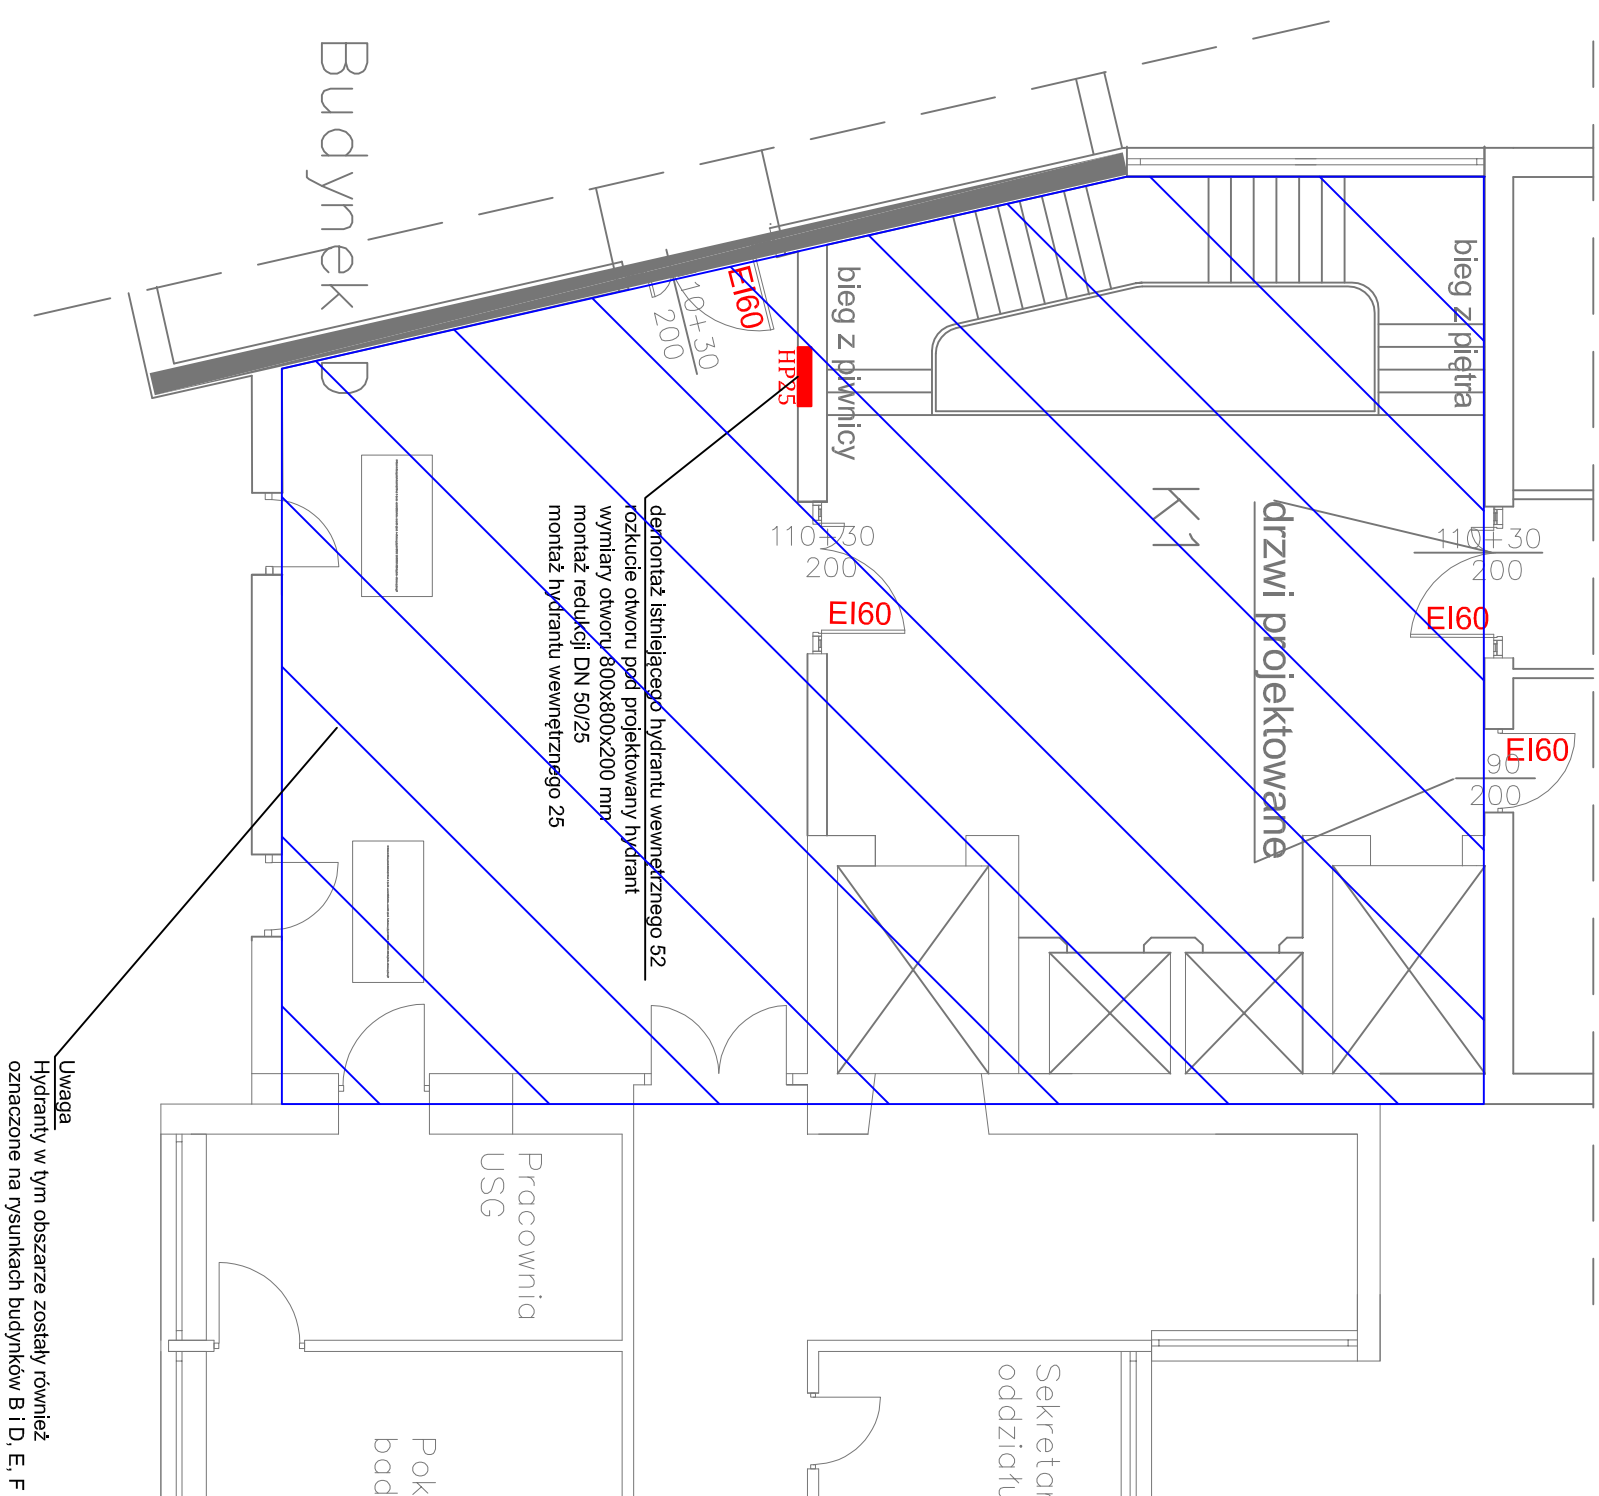 Budynek D
bieg z piętra
bieg z piwnicy
K1
drzwi projektowane
110+30
200
EI60
90
200
EI60
110+30
200
EI60
10+30
200
EI60
HP25
demontaż istniejącego hydrantu wewnętrznego 52
rozkucie otworu pod projektowany hydrant
wymiary otworu 800x800x200 mm
montaż redukcji DN 50/25
montaż hydrantu wewnętrznego 25
Uwaga
Hydranty w tym obszarze zostały również
oznaczone na rysunkach budynków B i D, E, F
Pracownia
USG
Sekretar
oddziału
Pok
bad